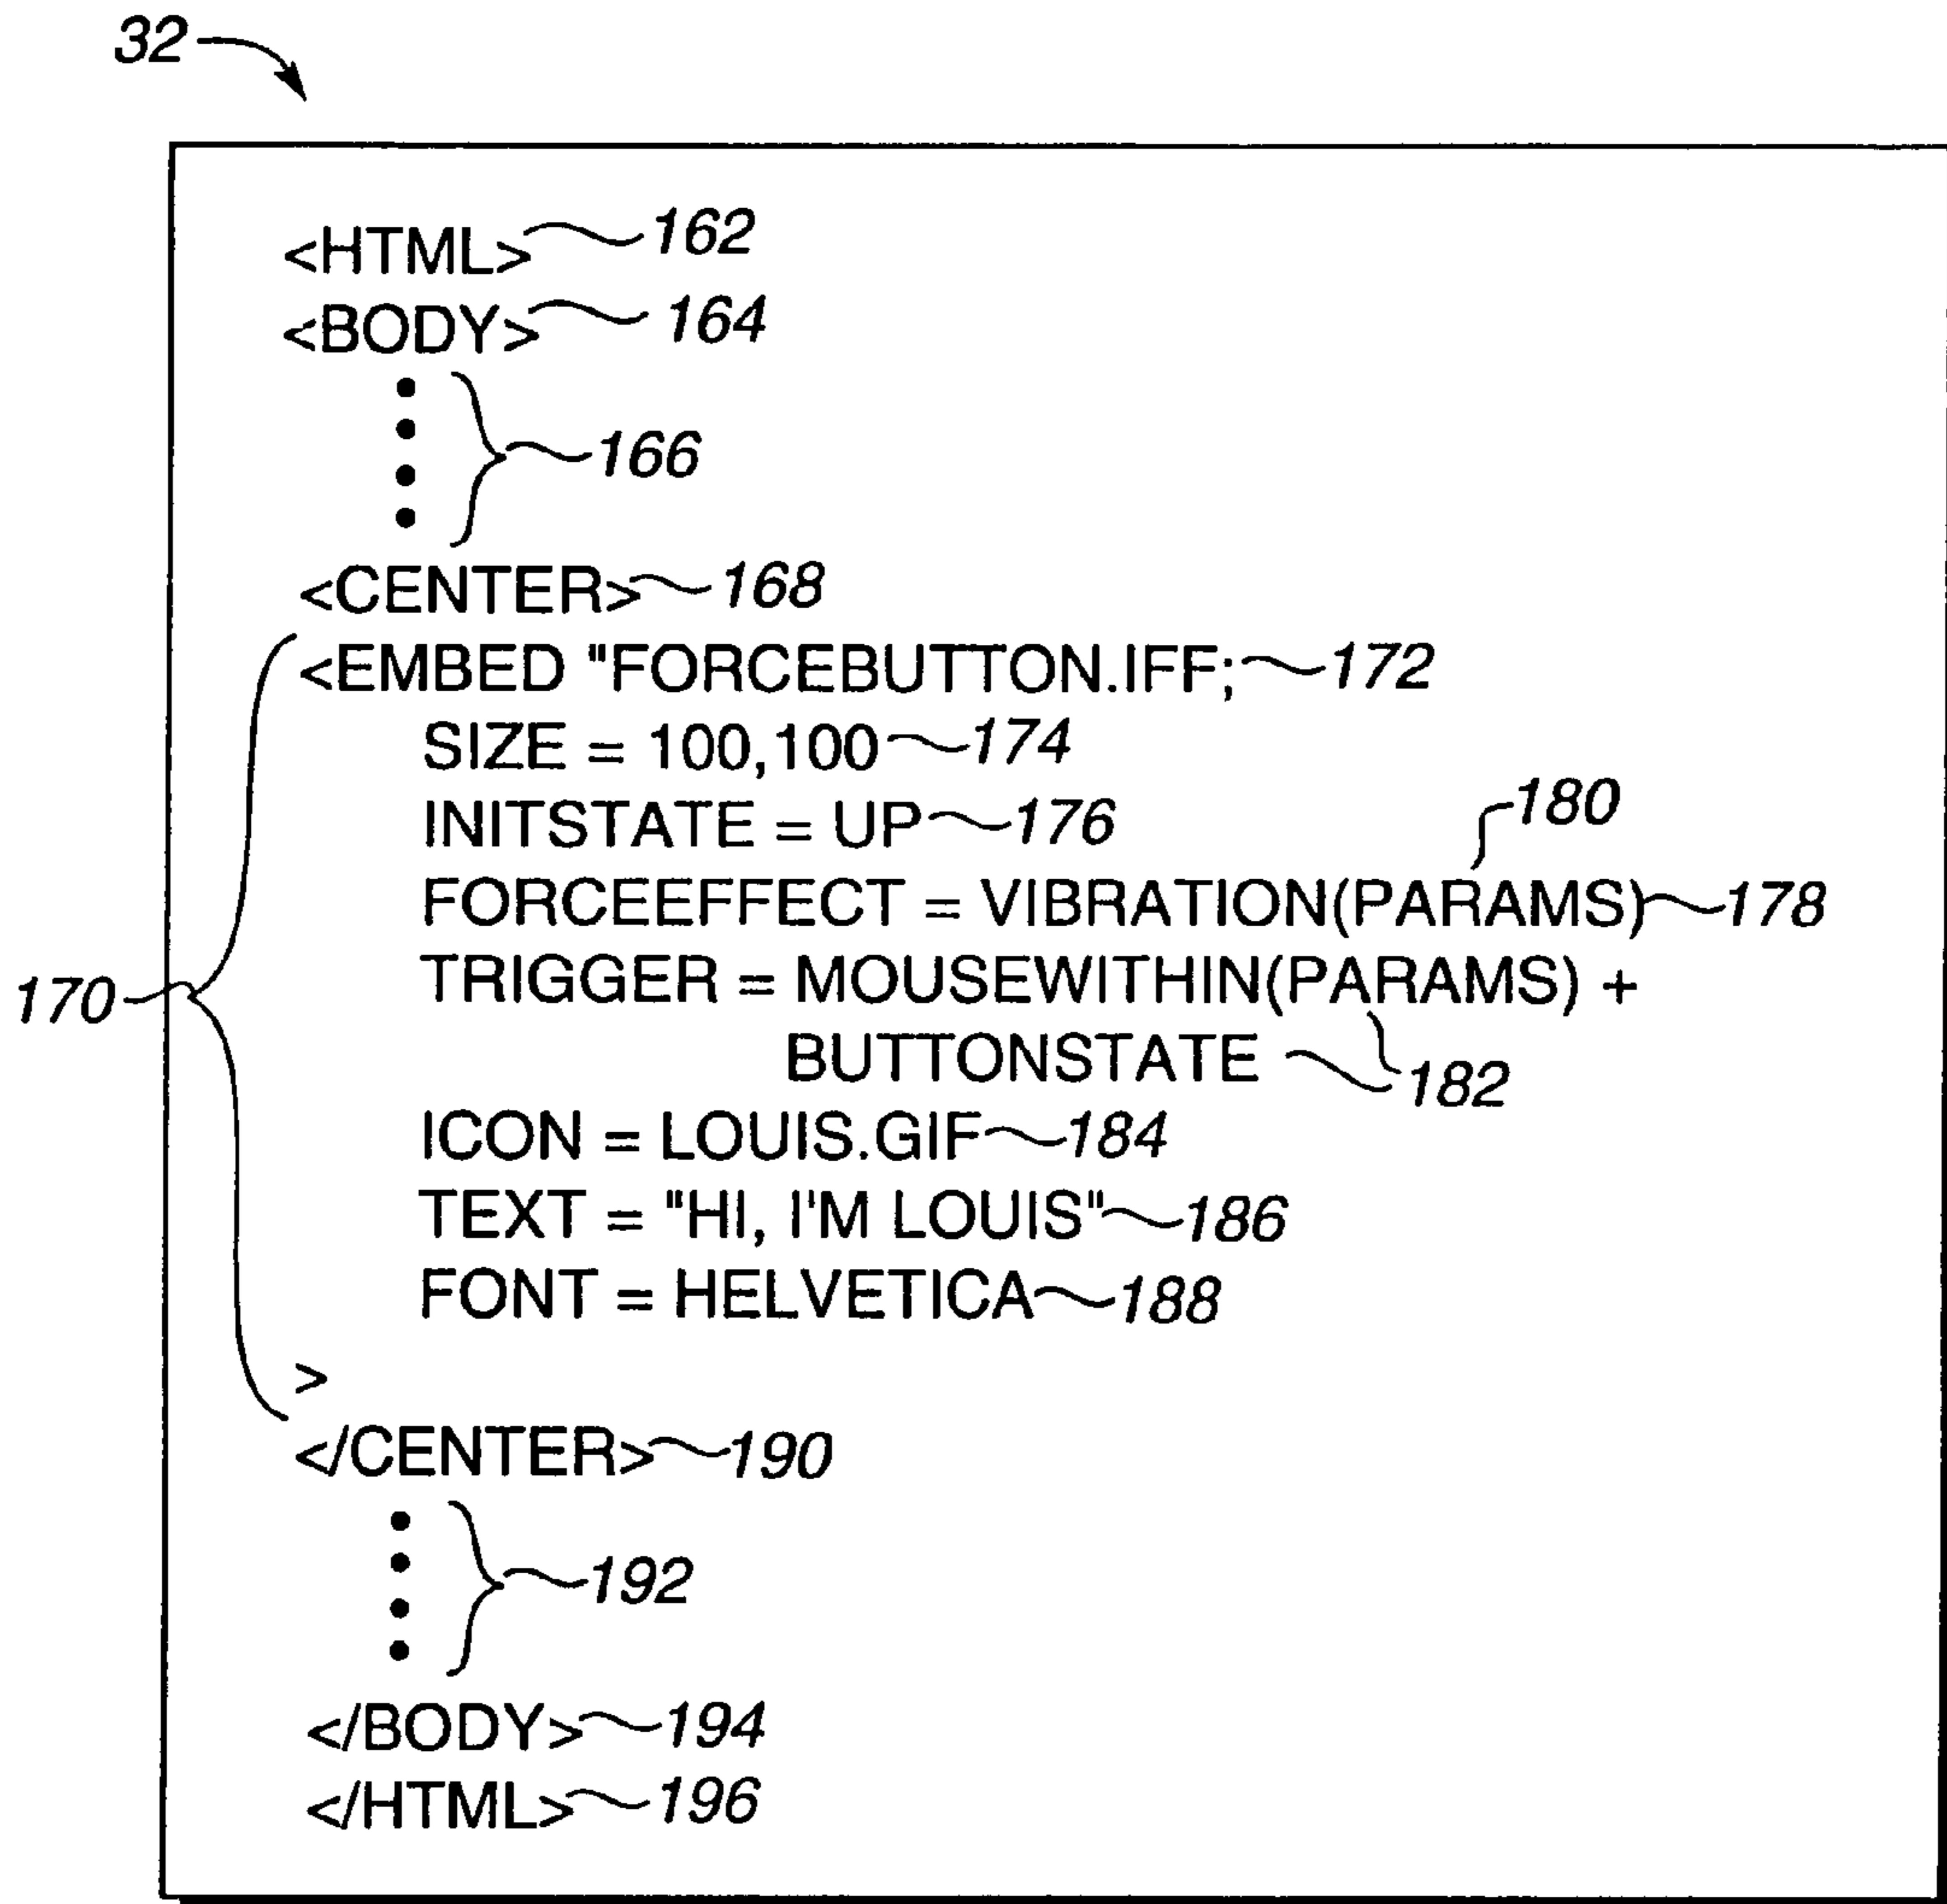 32
<HTML> 162
<BODY> 164
166
<CENTER> 168
<EMBED "FORCEBUTTON.IFF; 172
SIZE = 100,100 174
INITSTATE = UP 176
180
FORCEEFFECT = VIBRATION(PARAMS) 178
170
TRIGGER = MOUSEWITHIN(PARAMS) +
BUTTONSTATE 182
ICON = LOUIS.GIF 184
TEXT = "HI, I'M LOUIS" 186
FONT = HELVETICA 188
>
</CENTER> 190
192
</BODY> 194
</HTML> 196